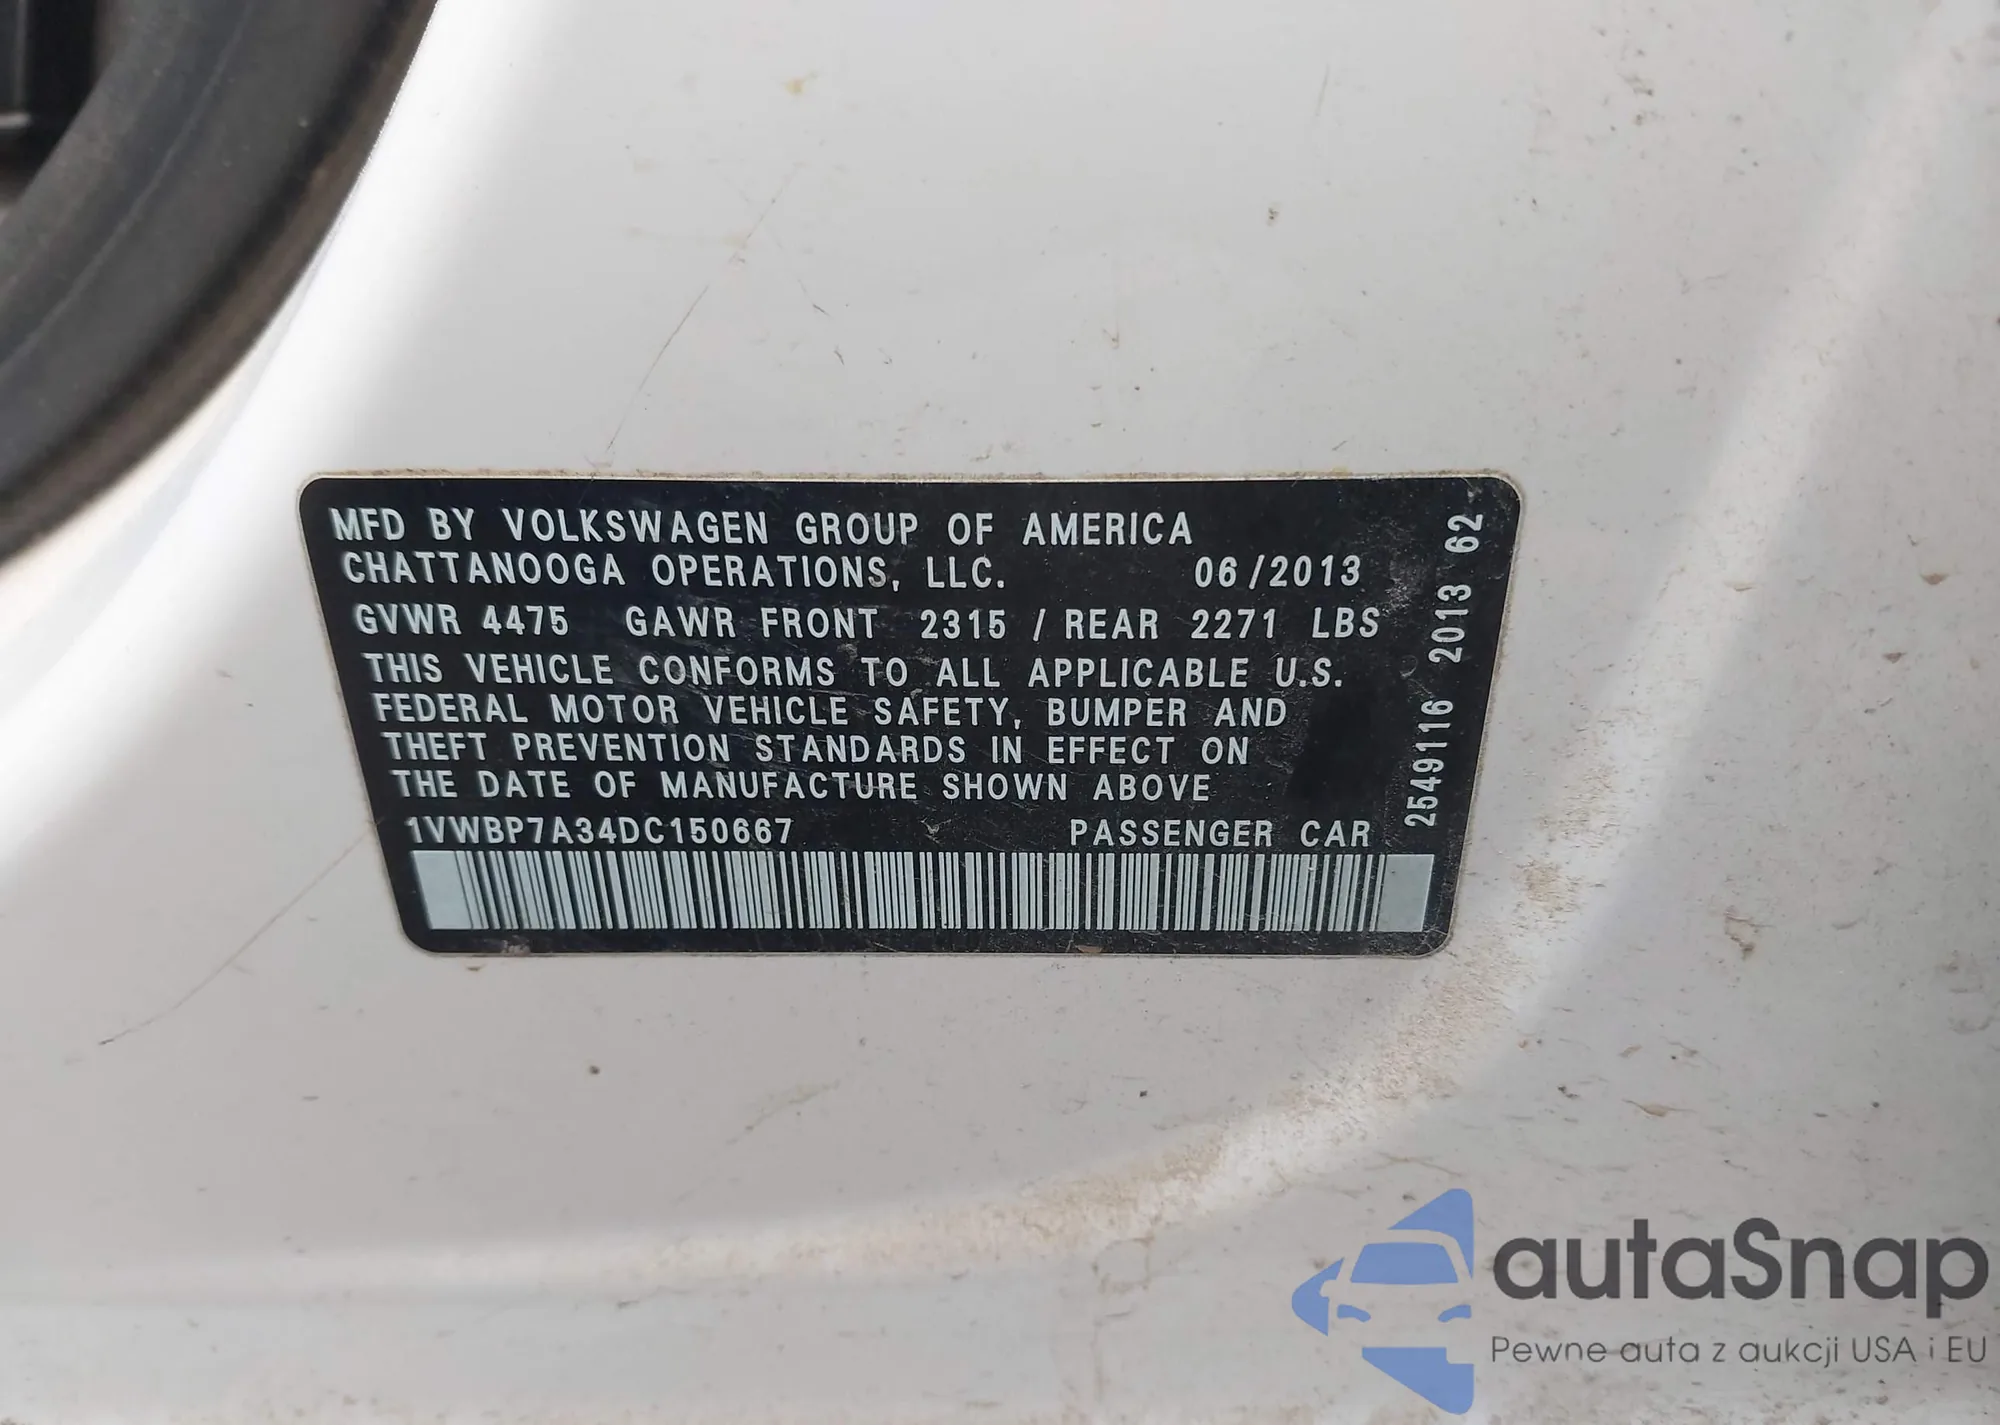 MFD BY VOLKSWAGEN GROUP OF AMERICA
CHATTANOOGA OPERATIONS, LLC. 06/2013
GVWR 4475 GAWR FRONT 2315 / REAR 2271 LBS
THIS VEHICLE CONFORMS TO ALL APPLICABLE U.S.
FEDERAL MOTOR VEHICLE SAFETY, BUMPER AND
THEFT PREVENTION STANDARDS IN EFFECT ON
THE DATE OF MANUFACTURE SHOWN ABOVE
1VWBP7A34DC150667 PASSENGER CAR
2549116 2013 62
autaSnap
Pewne auta z aukcji USA i EU